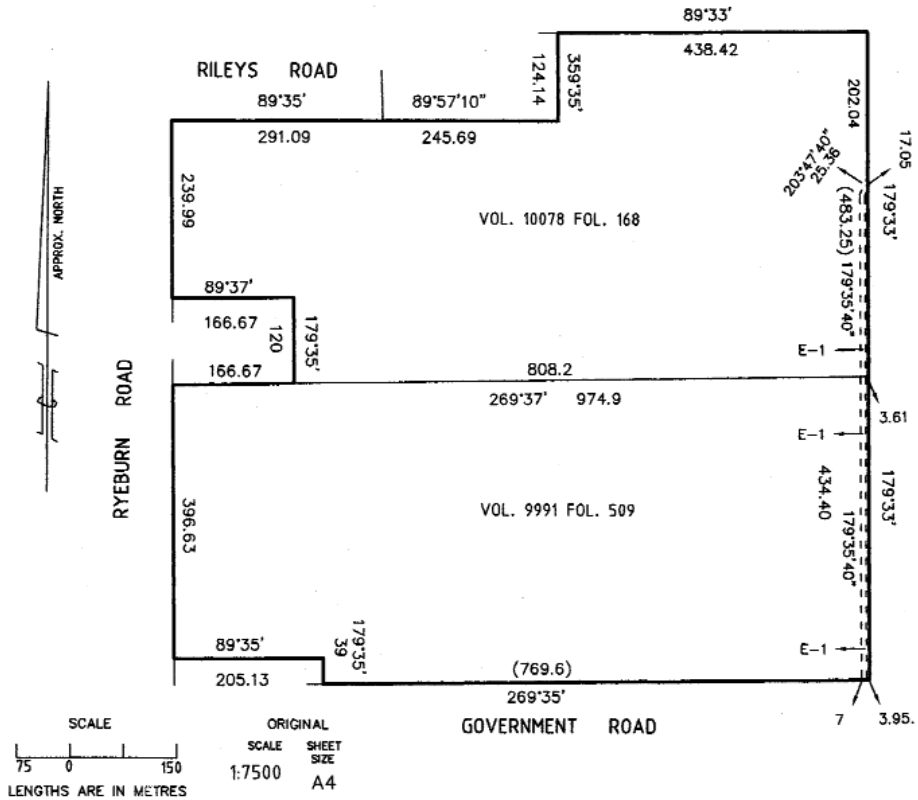 89°33'
438.42
RILEYS ROAD
124.14
359°35'
89°35'
89°57'10"
291.09
245.69
202.04
17.05
203°47'40"
25.36
239.99
APPROX. NORTH
VOL. 10078 FOL. 168
(483.25) 179°35'40"
179°33'
89°37'
166.67
120
179°35'
E-1
166.67
808.2
269°37' 974.9
3.61
RYEBURN ROAD
E-1
396.63
VOL. 9991 FOL. 509
434.40
179°35'40"
179°33'
89°35'
179°35'
39
E-1
205.13
(769.6)
269°35'
GOVERNMENT ROAD
7
3.95.
SCALE
75 0 150
LENGTHS ARE IN METRES
ORIGINAL
SCALE
1:7500
SHEET
SIZE
A4